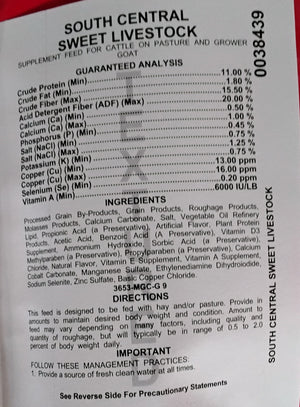 SOUTH CENTRAL
SWEET LIVESTOCK
SUPPLEMENT FEED FOR CATTLE ON PASTURE AND GROWER
GOAT
GUARANTEED ANALYSIS
Crude Protein (Min) 11.00 %
Crude Fat (Min) 1.80 %
Crude Fiber (Max) 15.50 %
Acid Detergent Fiber (ADF) (Max) 20.00 %
Calcium (Ca) (Min) 0.50 %
Calcium (Ca) (Max) 1.00 %
Phosphorus (P) (Min) 0.45 %
Salt (NaCl) (Min) 0.75 %
Salt (NaCl) (Max) 1.25 %
Potassium (K) (Min) 0.75 %
Copper (Cu) (Min) 13.00 ppm
Copper (Cu) (Max) 16.00 ppm
Selenium (Se) (Min) 0.20 ppm
Vitamin A (Min) 6000 IU/LB
INGREDIENTS
Processed Grain By-Products, Grain Products, Roughage Products,
Molasses Products, Calcium Carbonate, Salt, Vegetable Oil Refinery
Lipid, Propionic Acid (a Preservative), Artificial Flavor, Plant Protein
Products, Acetic Acid, Benzoic Acid (A Preservative), Vitamin D3
Supplement, Ammonium Hydroxide, Sorbic Acid (a Preservative),
Methylparaben (a Preservative), Propylparaben (a Preservative), Calcium
Chloride, Natural Flavor, Vitamin E Supplement, Vitamin A Supplement,
Cobalt Carbonate, Manganese Sulfate, Ethylenediamine Dihydroiodide,
Sodium Selenite, Zinc Sulfate, Basic Copper Chloride.
3653-MGC-G 9
DIRECTIONS
This feed is designed to be fed with hay and/or pasture. Provide in
amounts to maintain desired body weight and condition. Amount to
feed may vary depending on many factors, including quality and
quantity of roughage, but will typically be in range of 0.5 to 2.0
percent of body weight daily.
IMPORTANT
FOLLOW THESE MANAGEMENT PRACTICES:
1. Provide a source of fresh clean water at all times.
See Reverse Side For Precautionary Statements
0038439
SOUTH CENTRAL SWEET LIVESTOCK